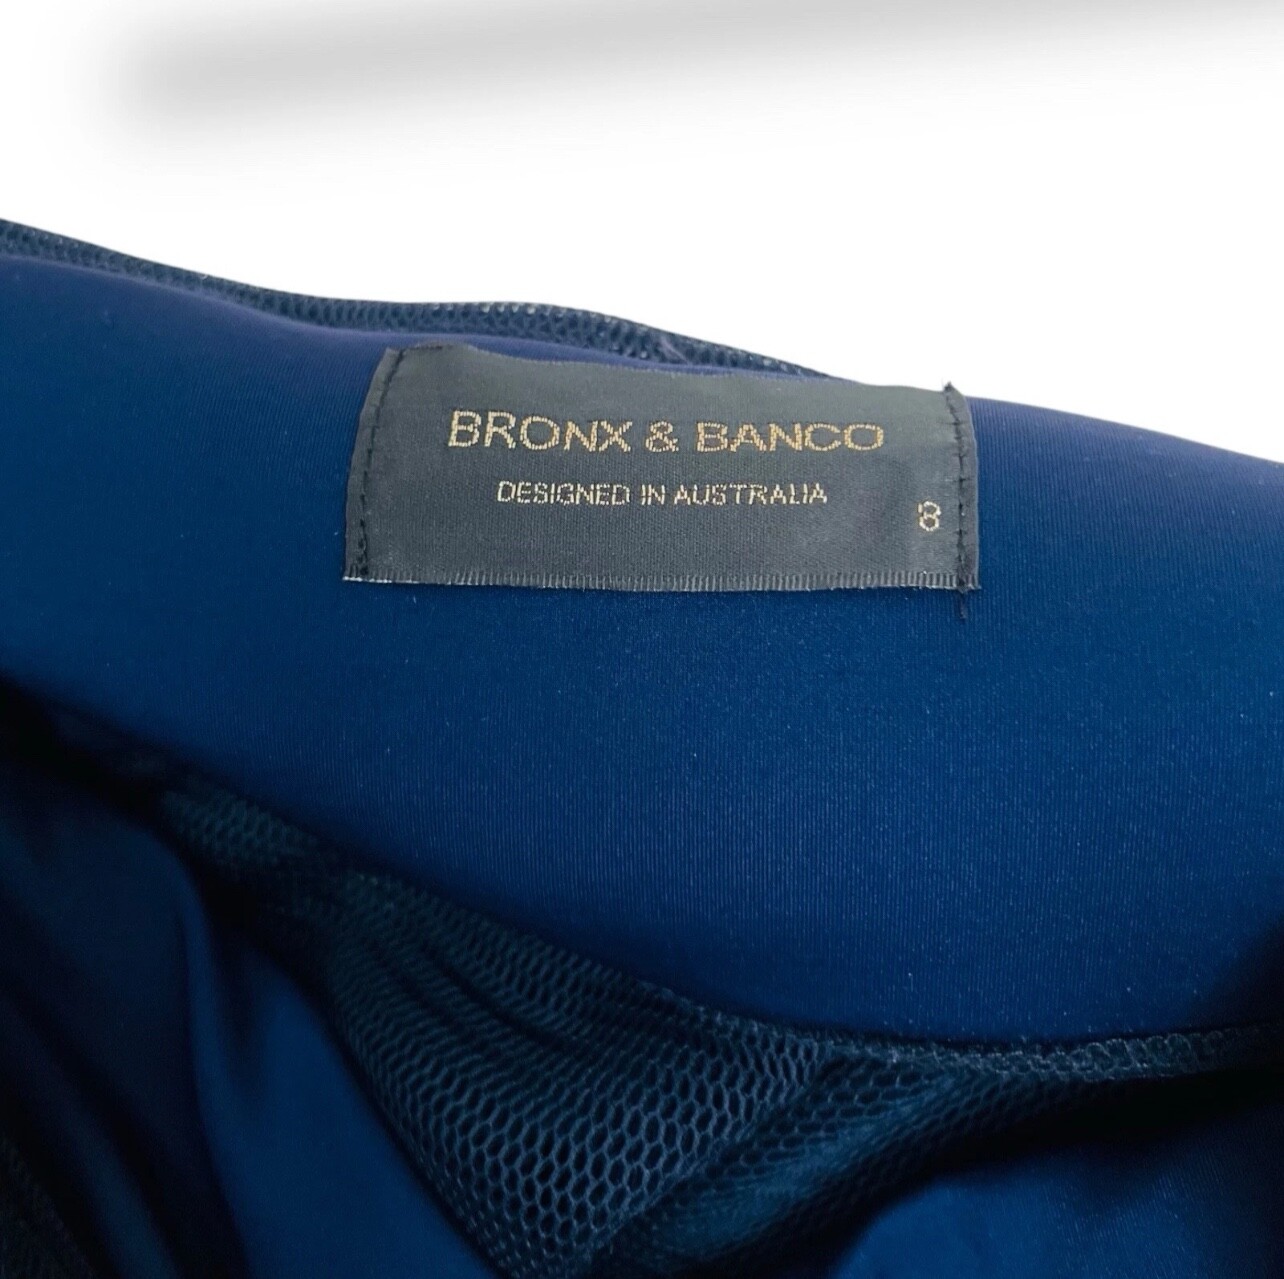 BRONX & BANCO
DESIGNED IN AUSTRALIA
8